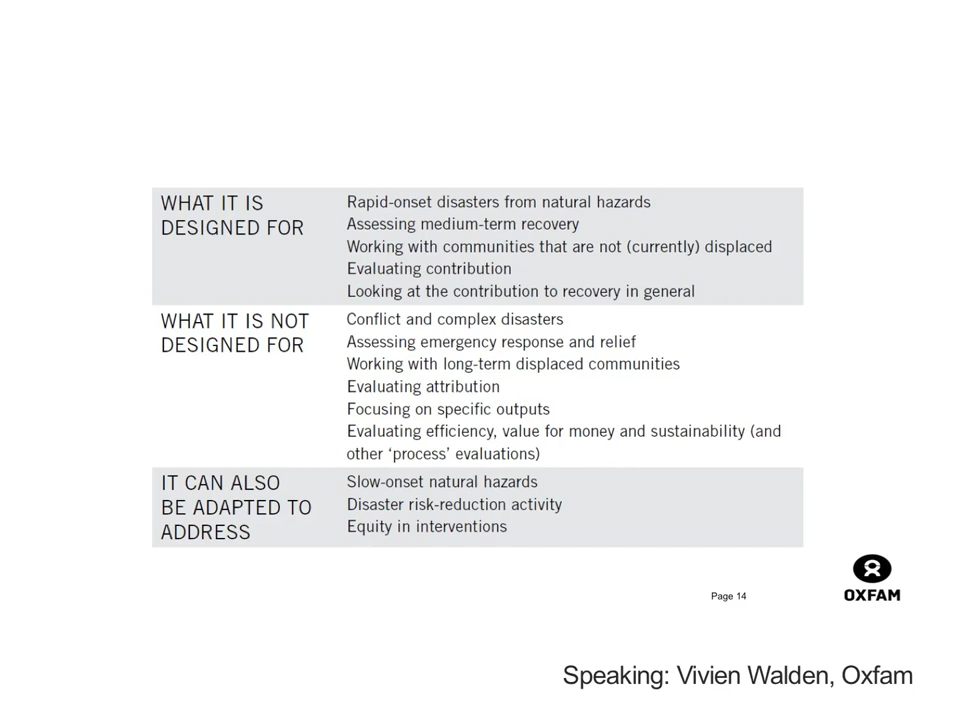 WHAT IT IS
DESIGNED FOR
Rapid-onset disasters from natural hazards
Assessing medium-term recovery
Working with communities that are not (currently) displaced
Evaluating contribution
Looking at the contribution to recovery in general
WHAT IT IS NOT
DESIGNED FOR
Conflict and complex disasters
Assessing emergency response and relief
Working with long-term displaced communities
Evaluating attribution
Focusing on specific outputs
Evaluating efficiency, value for money and sustainability (and
other ‘process’ evaluations)
IT CAN ALSO
BE ADAPTED TO
ADDRESS
Slow-onset natural hazards
Disaster risk-reduction activity
Equity in interventions
Page 14
OXFAM
Speaking: Vivien Walden, Oxfam